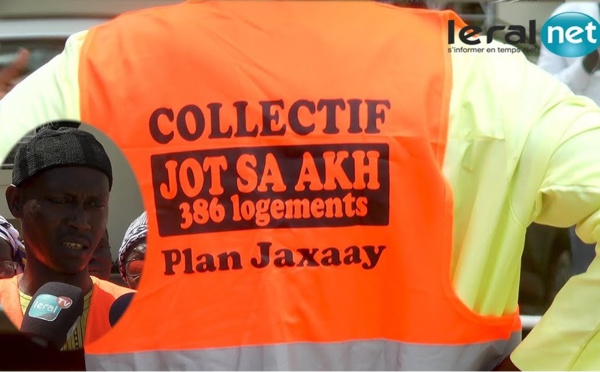 leral net
s'informer en temps
COLLECTIF
JOT SA AKH
386 logements
Plan Jaxaay
leral TV